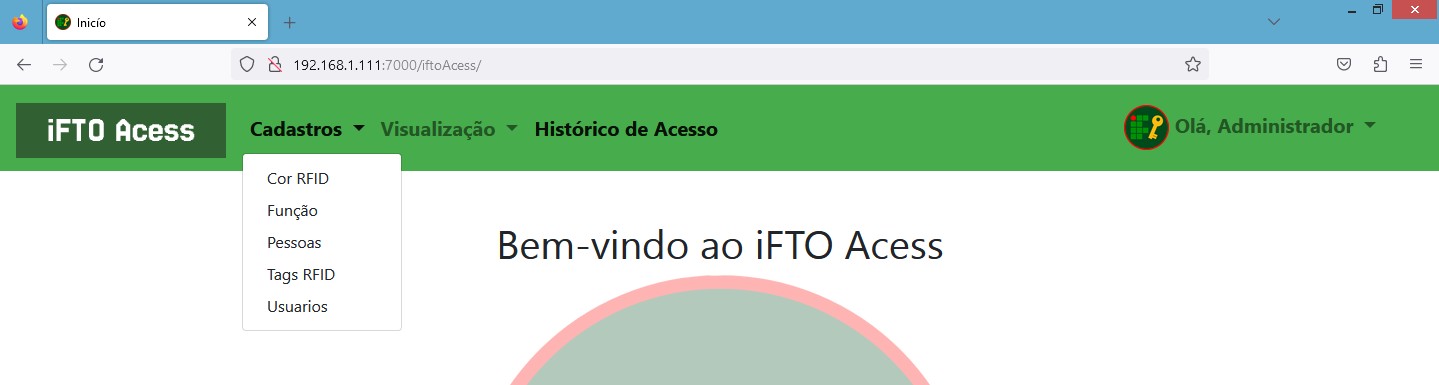 Inicío
192.168.1.111:7000/iftoAcess/
iFTO Acess
Cadastros
Visualização
Histórico de Acesso
Olá, Administrador
Cor RFID
Função
Pessoas
Tags RFID
Usuarios
Bem-vindo ao iFTO Acess